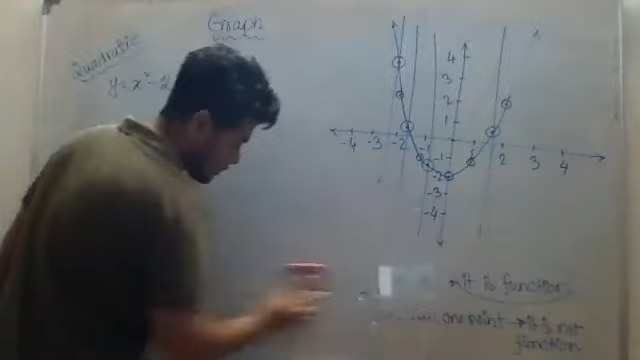 Graph
Quadratic
y = x² - 2
4
3
2
1
-4 -3 -2 -1 2 3 4
-1
-2
-3
-4
→ it is function
one point → it is not
function